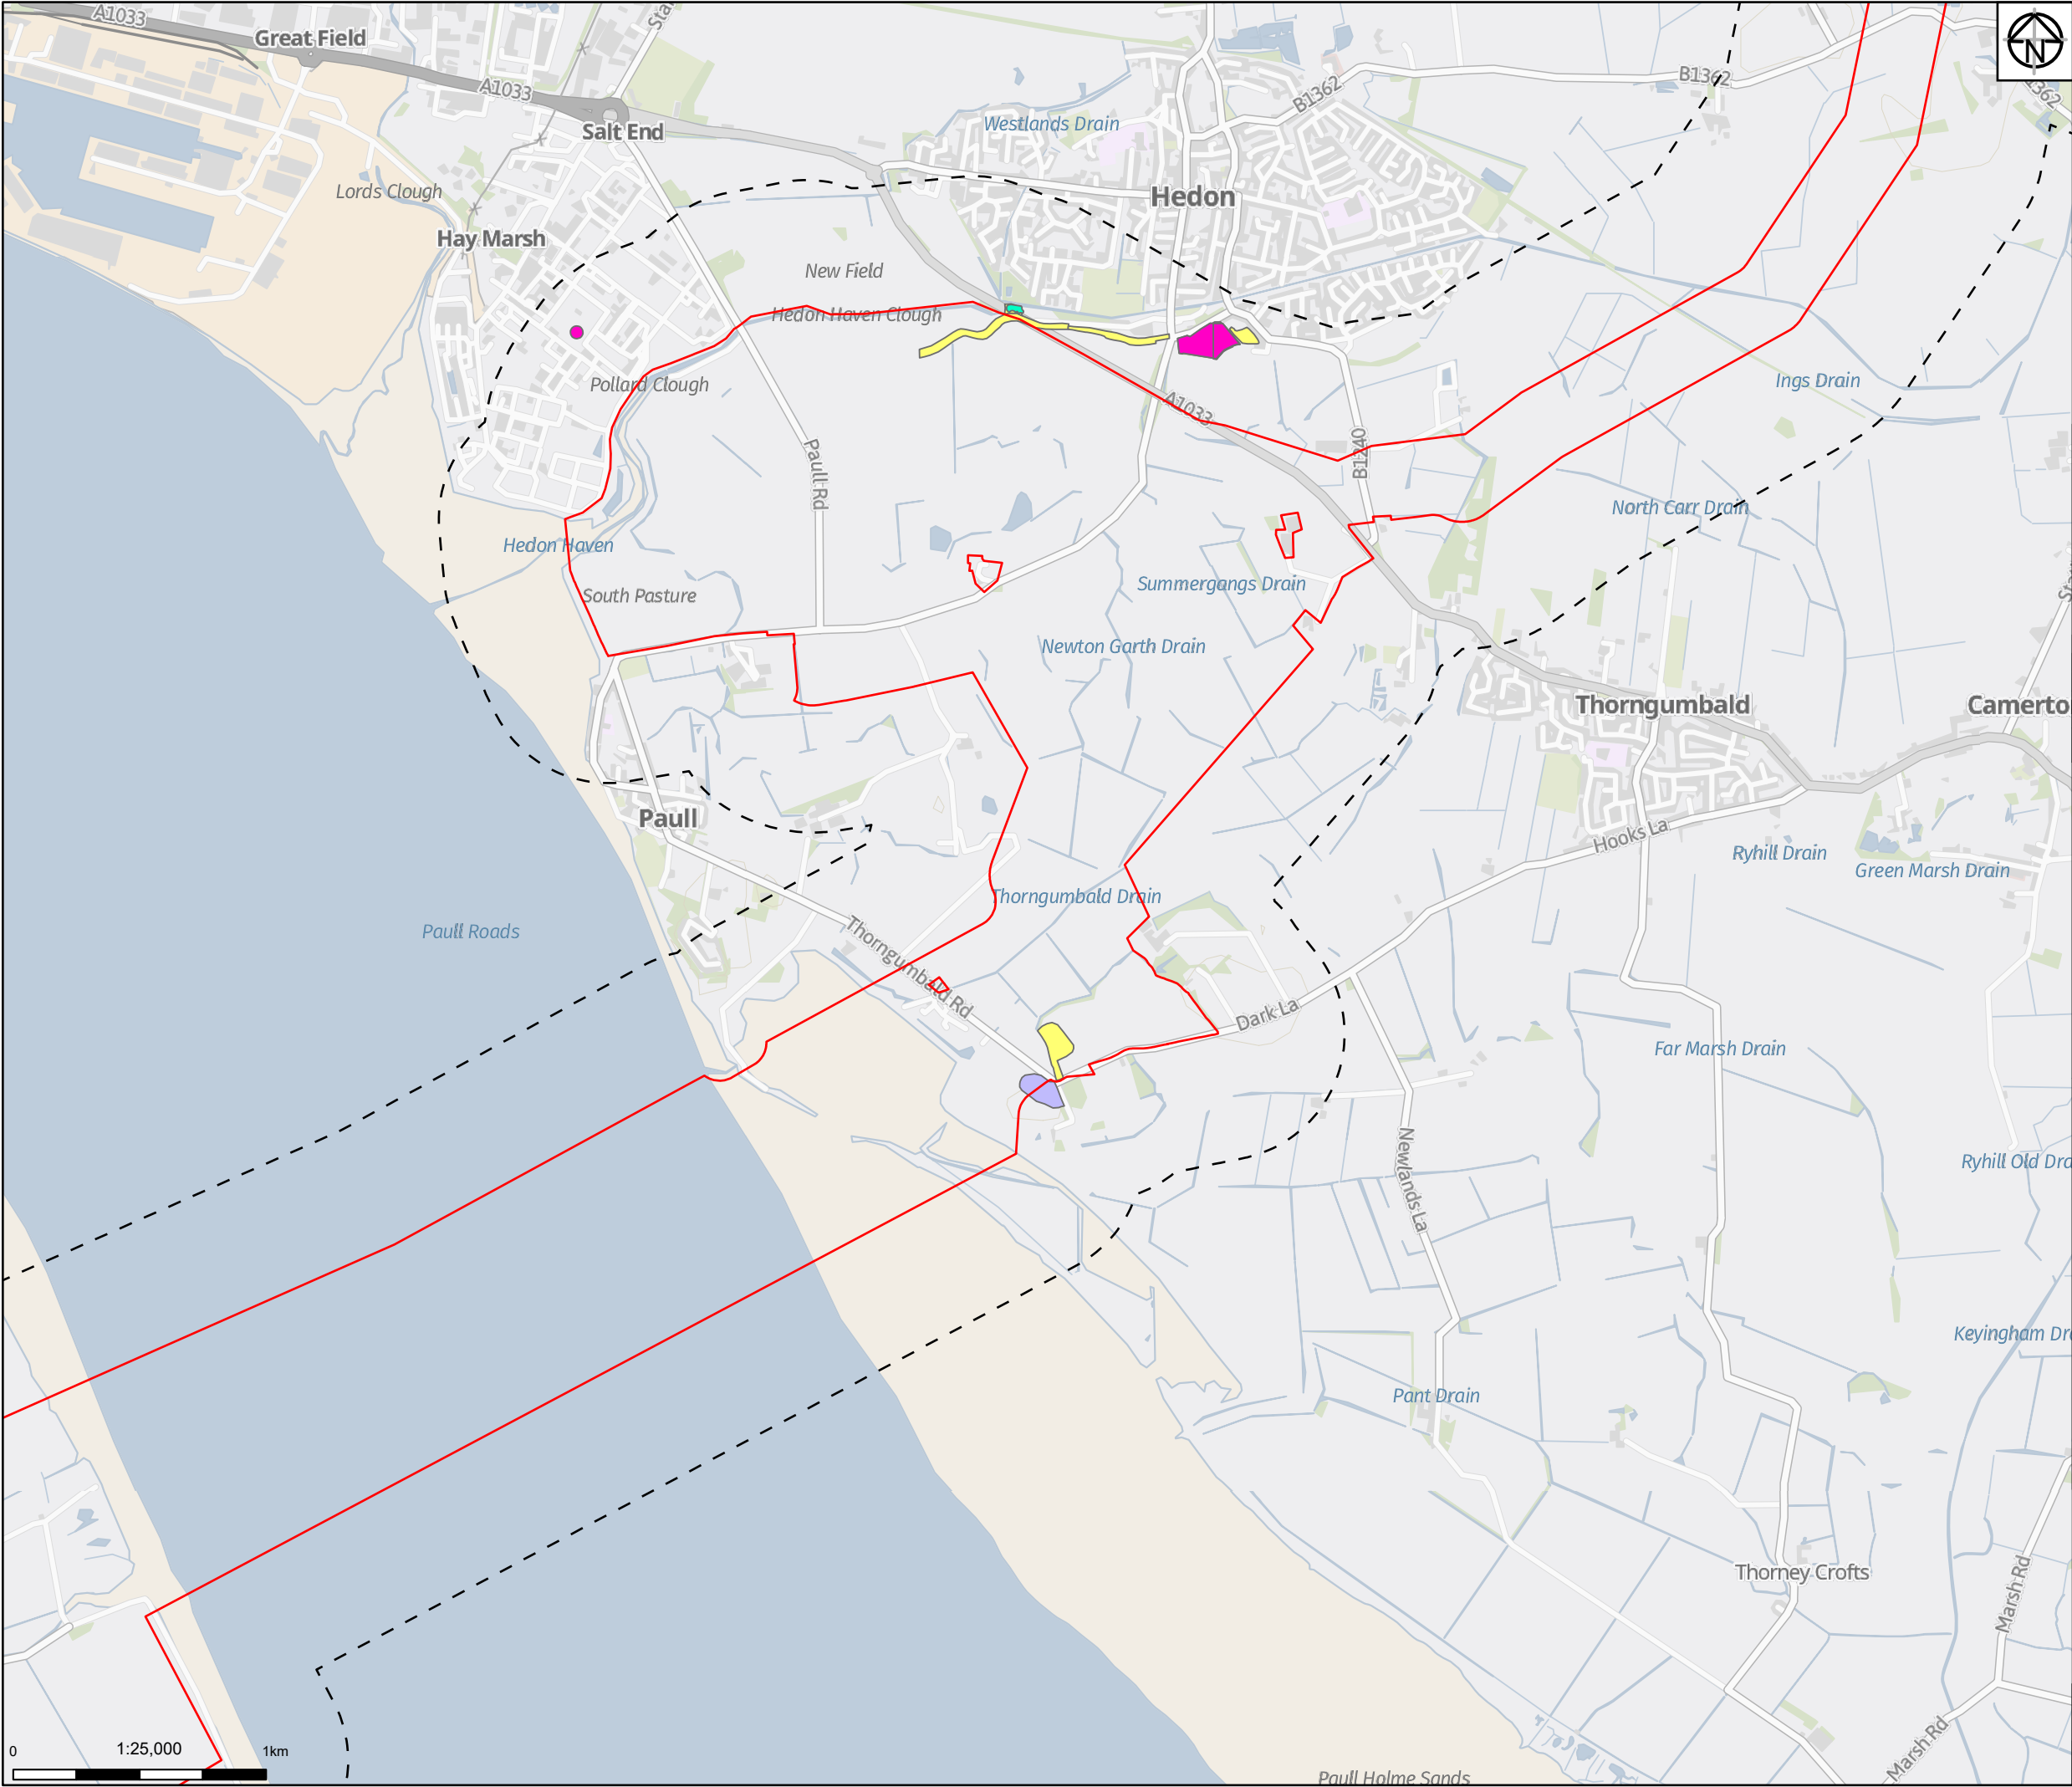 A1033
Great Field
Sta
A1033
Salt End
B1362
B1362
1362
N
Westlands Drain
Lords Clough
Hedon
Hay Marsh
New Field
Hedon Haven Clough
Pollard Clough
Ings Drain
A1033
Paull Rd
B1240
North Carr Drain
Hedon Haven
Summergangs Drain
South Pasture
Newton Garth Drain
Thorngumbald
Camerto
Paull
Hooks La
Ryhill Drain
Green Marsh Drain
Thorngumbald Drain
Paull Roads
Thorngumbald Rd
Dark La
Far Marsh Drain
Newlands La
Ryhill Old Dra
Keyingham Dr
Pant Drain
Thorney Crofts
Marsh Rd
Marsh Rd
0
1:25,000
1km
Paull Holme Sands